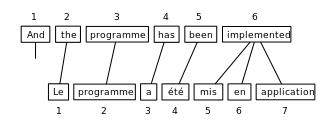 1 2 3 4 5 6
And the programme has been implemented
Le programme a été mis en application
1 2 3 4 5 6 7